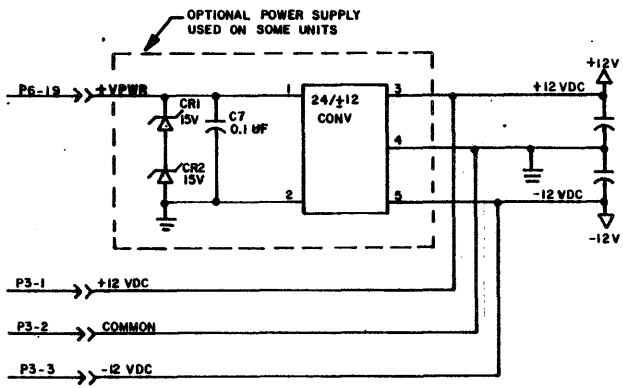 OPTIONAL POWER SUPPLY
USED ON SOME UNITS
P6-19
+VPWR
1
3
+12 VDC
+12V
CR1
15V
C7
0.1 UF
24/±12
CONV
4
CR2
15V
2
5
-12 VDC
-12V
P3-1
+12 VDC
P3-2
COMMON
P3-3
-12 VDC